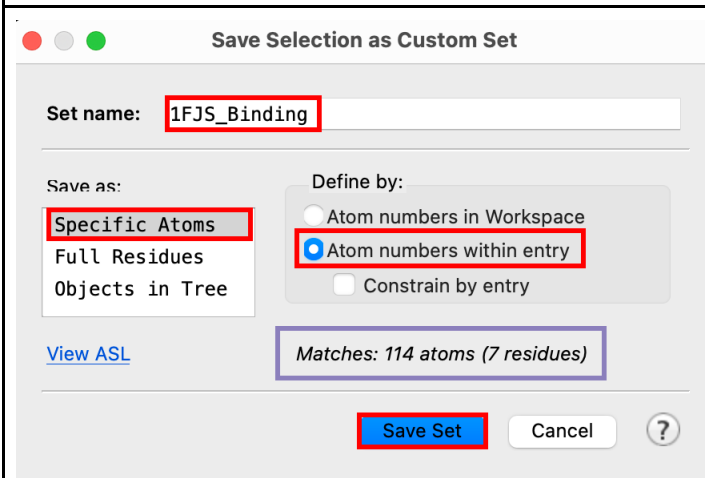 Save Selection as Custom Set
Set name: 1FJS_Binding
Save as:
Specific Atoms
Full Residues
Objects in Tree
Define by:
Atom numbers in Workspace
Atom numbers within entry
Constrain by entry
View ASL
Matches: 114 atoms (7 residues)
Save Set
Cancel
?